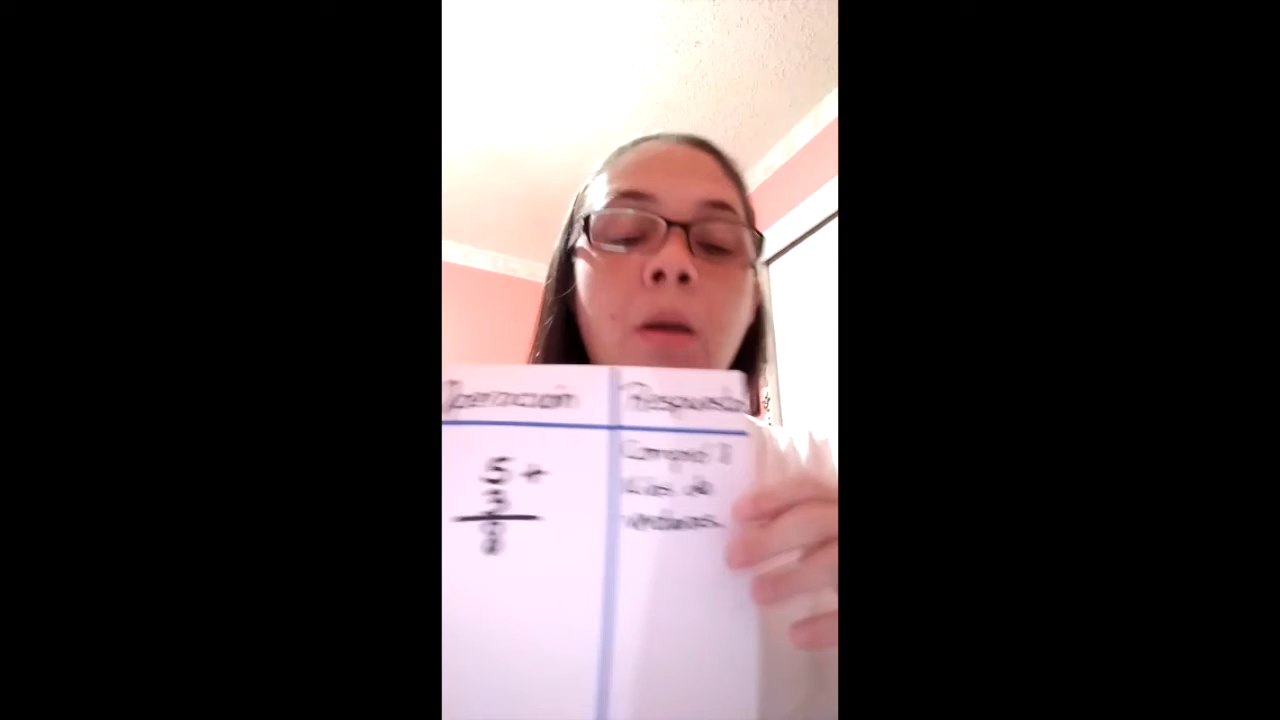 Operación
Respuesta
5 +
3
8
Compró 8
kilos de
verduras.